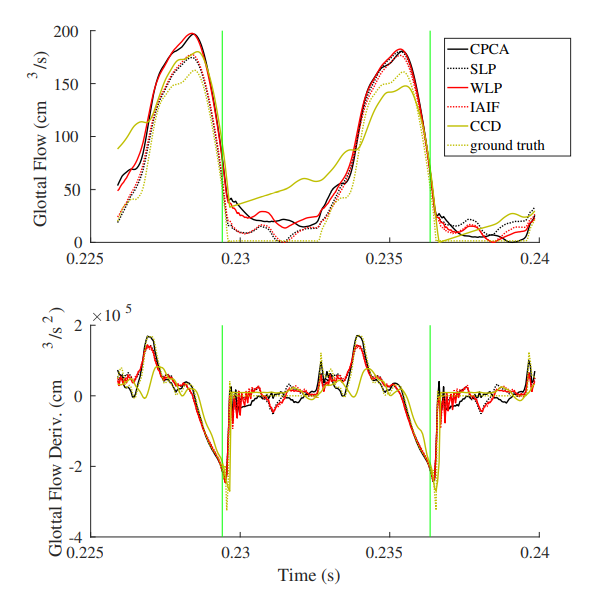 200
150
100
50
0
Glottal Flow (cm 3/s)
CPCA
SLP
WLP
IAIF
CCD
ground truth
0.225
0.23
0.235
0.24
×10 5
2
0
-2
-4
Glottal Flow Deriv. (cm 3/s 2)
0.225
0.23
0.235
0.24
Time (s)